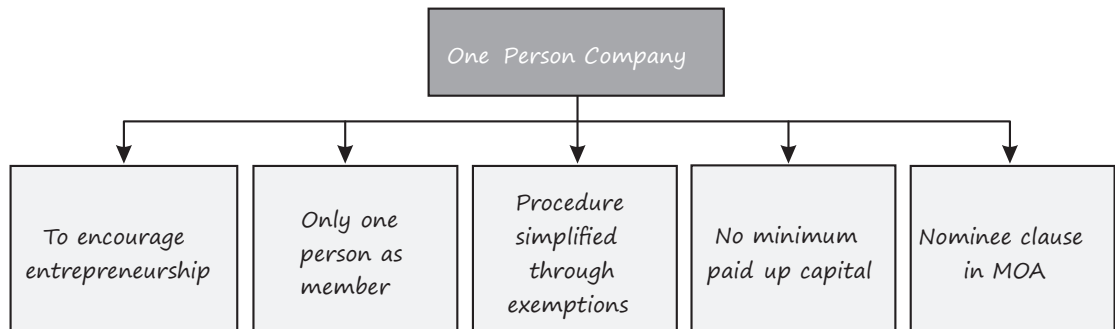 One Person Company
To encourage
entrepreneurship
Only one
person as
member
Procedure
simplified
through
exemptions
No minimum
paid up capital
Nominee clause
in MOA